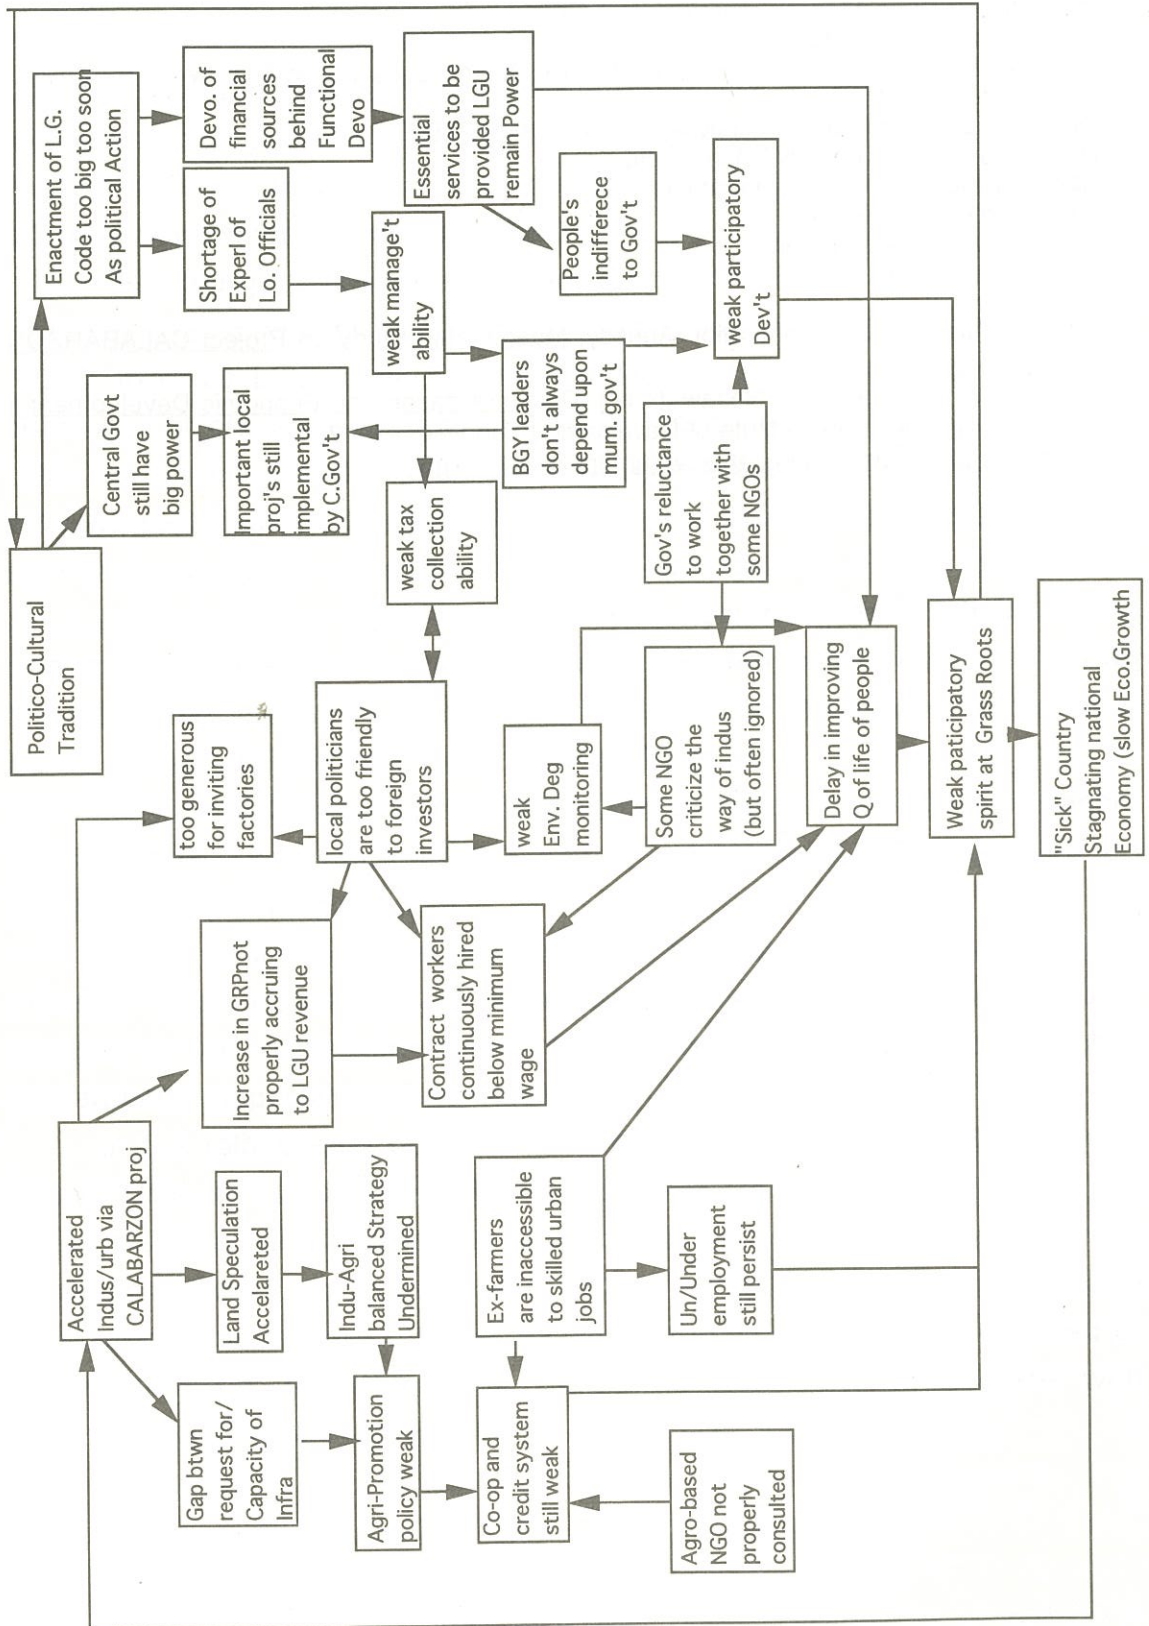 Accelerated
Indus/urb via
CALABARZON proj
Politico-Cultural
Tradition
Enactment of L.G.
Code too big too soon
As political Action
Central Govt
still have
big power
Gap btwn
request for/
Capacity of
Infra
Land Speculation
Accelareted
Increase in GRPnot
properly accruing
to LGU revenue
too generous
for inviting
factories
Important local
proj's still
implemental
by C.Gov't
Shortage of
Experl of
Lo. Officials
Devo. of
financial
sources
behind
Functional
Devo
Agri-Promotion
policy weak
Indu-Agri
balanced Strategy
Undermined
local politicians
are too friendly
to foreign
investors
weak tax
collection
ability
weak manage't
ability
Essential
services to be
provided LGU
remain Power
Contract workers
continuously hired
below minimum
wage
Co-op and
credit system
still weak
Ex-farmers
are inaccessible
to skilled urban
jobs
weak
Env. Deg
monitoring
BGY leaders
don't always
depend upon
mum. gov't
People's
indifferece
to Gov't
Agro-based
NGO not
properly
consulted
Un/Under
employment
still persist
Some NGO
criticize the
way of indus
(but often ignored)
Gov's reluctance
to work
together with
some NGOs
weak participatory
Dev't
Delay in improving
Q of life of people
Weak paticipatory
spirit at Grass Roots
"Sick" Country
Stagnating national
Economy (slow Eco.Growth